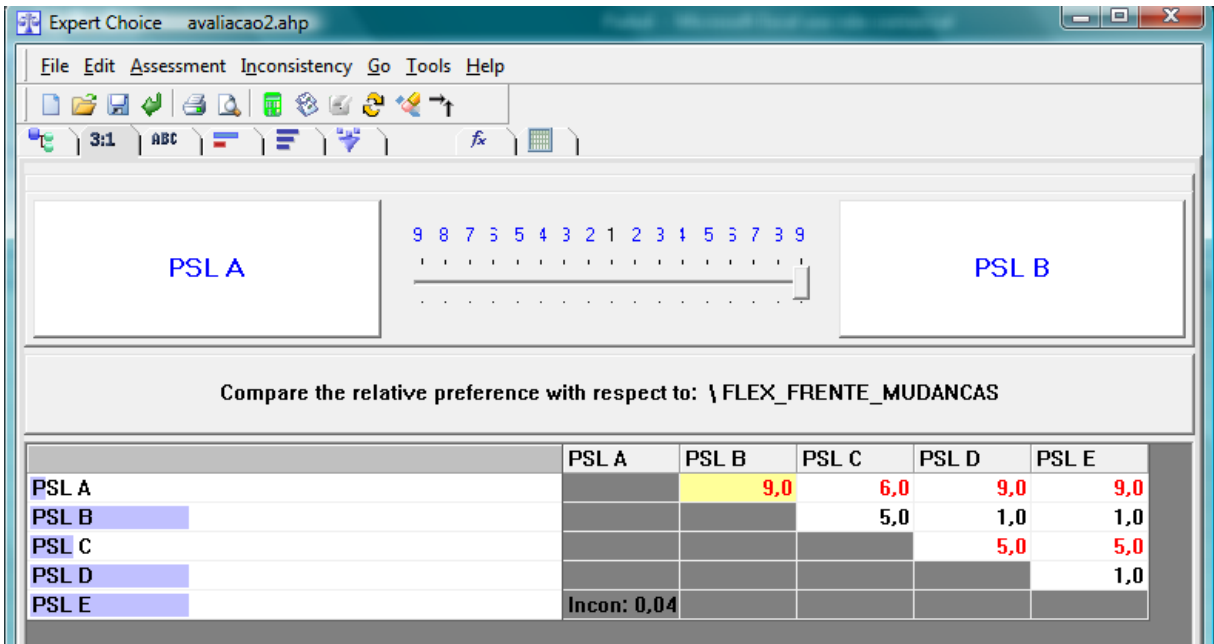 Expert Choice avaliacao2.ahp
File Edit Assessment Inconsistency Go Tools Help
3:1 ABC fx
9 8 7 6 5 4 3 2 1 2 3 4 5 6 7 8 9
PSL A PSL B
Compare the relative preference with respect to: \ FLEX_FRENTE_MUDANCAS
PSL A PSL B PSL C PSL D PSL E
PSL A 9,0 6,0 9,0 9,0
PSL B 5,0 1,0 1,0
PSL C 5,0 5,0
PSL D 1,0
PSL E Incon: 0,04